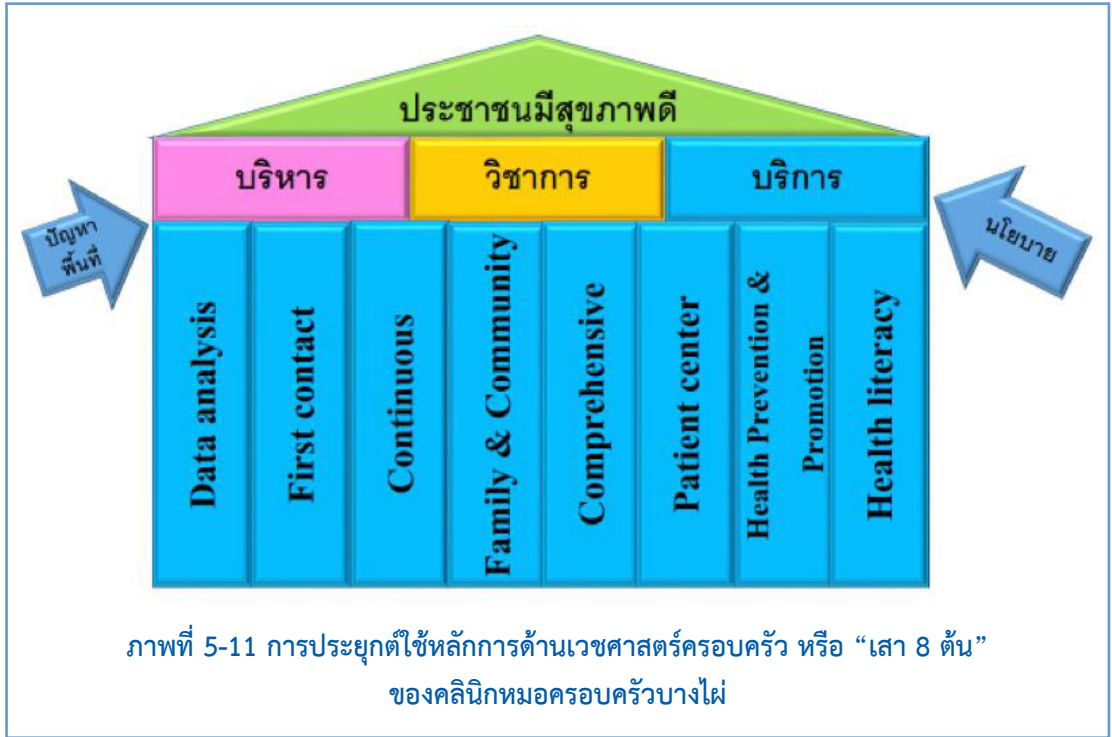 ประชาชนมีสุขภาพดี
บริหาร
วิชาการ
บริการ
ปัญหา
พื้นที่
นโยบาย
Data analysis
First contact
Continuous
Family & Community
Comprehensive
Patient center
Health Prevention &
Promotion
Health literacy
ภาพที่ 5-11 การประยุกต์ใช้หลักการด้านเวชศาสตร์ครอบครัว หรือ “เสา 8 ต้น”
ของคลินิกหมอครอบครัวบางไผ่